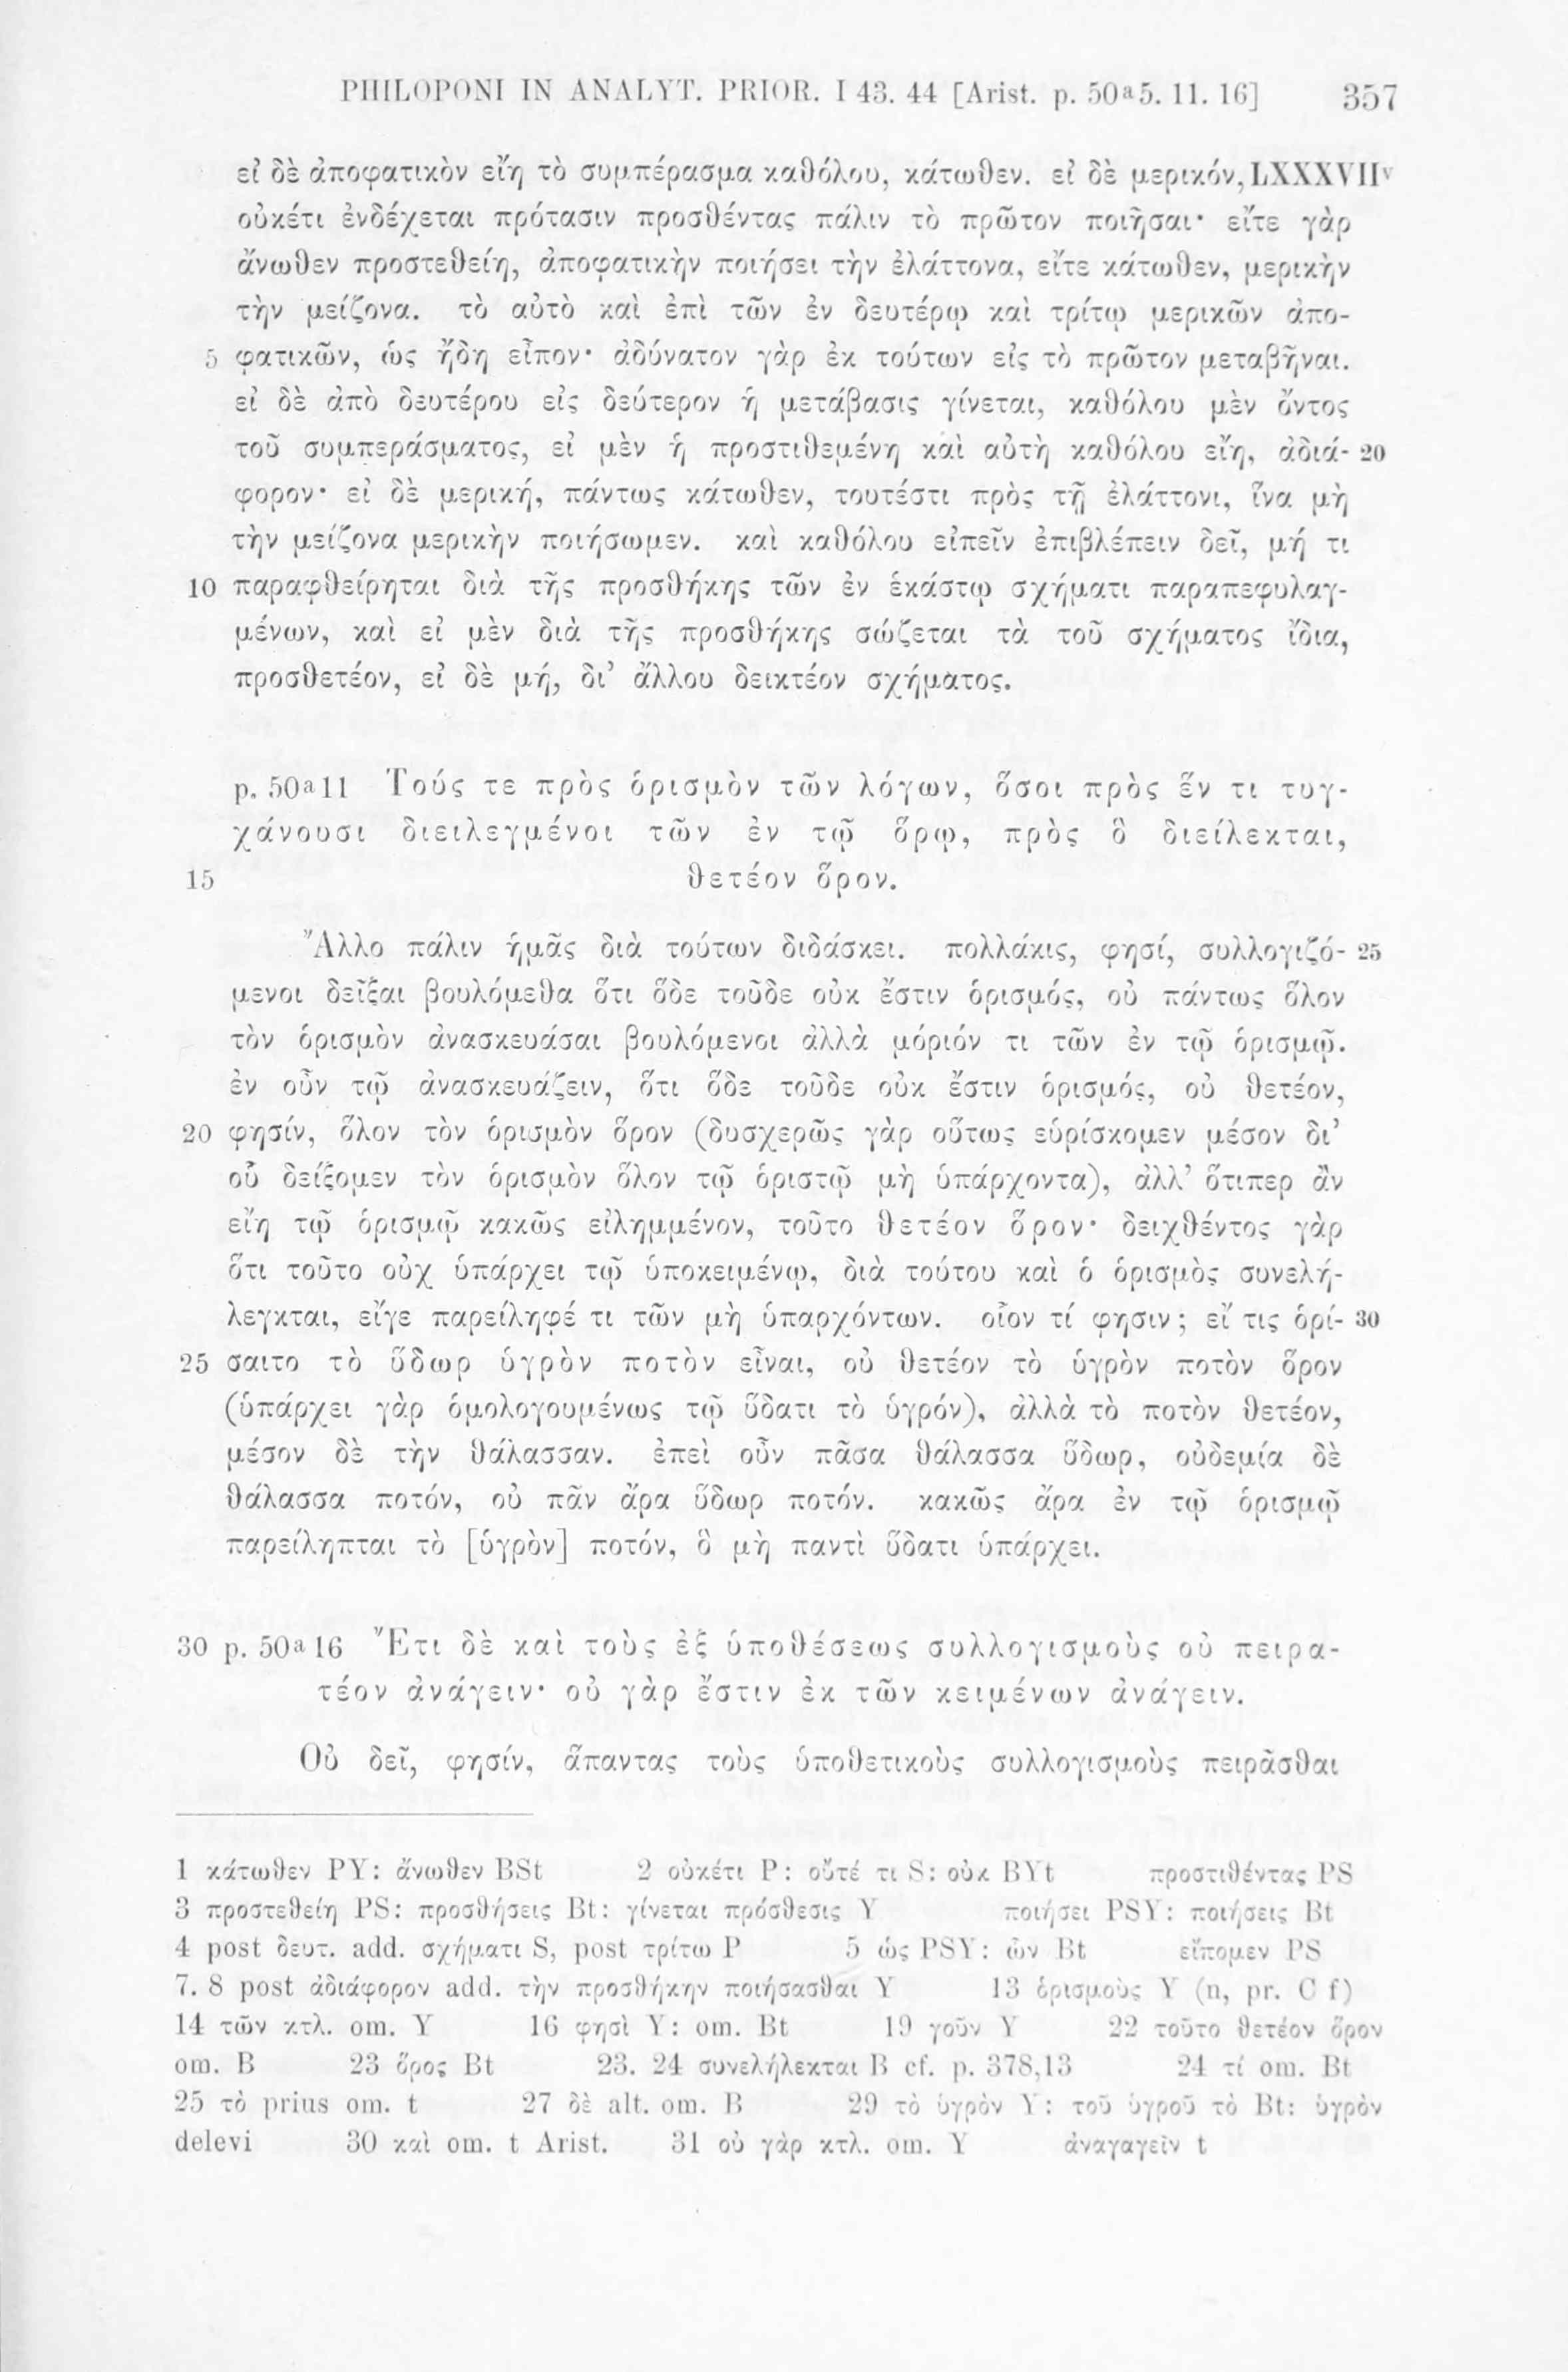 PHILOPONI IN ANALYT. PRIOR. I 43. 44 [Arist. p. 50ᵃ5. 11. 16] 357
εἰ δὲ ἀποφατικὸν εἴη τὸ συμπέρασμα καθόλου, κάτωθεν. εἰ δὲ μερικόν, LXXXVIIᵛ
οὐκέτι ἐνδέχεται πρότασιν προσθέντας πάλιν τὸ πρῶτον ποιῆσαι· εἴτε γὰρ
ἄνωθεν προστεθείη, ἀποφατικὴν ποιήσει τὴν ἐλάττονα, εἴτε κάτωθεν, μερικὴν
τὴν μείζονα. τὸ αὐτὸ καὶ ἐπὶ τῶν ἐν δευτέρῳ καὶ τρίτῳ μερικῶν ἀπο-
5 φατικῶν, ὡς ἤδη εἶπον· ἀδύνατον γὰρ ἐκ τούτων εἰς τὸ πρῶτον μεταβῆναι.
εἰ δὲ ἀπὸ δευτέρου εἰς δεύτερον ἡ μετάβασις γίνεται, καθόλου μὲν ὄντος
τοῦ συμπεράσματος, εἰ μὲν ἡ προστιθεμένη καὶ αὐτὴ καθόλου εἴη, ἀδιά- 20
φορον· εἰ δὲ μερική, πάντως κάτωθεν, τουτέστι πρὸς τῇ ἐλάττονι, ἵνα μὴ
τὴν μείζονα μερικὴν ποιήσωμεν. καὶ καθόλου εἰπεῖν ἐπιβλέπειν δεῖ, μή τι
10 παραφθείρηται διὰ τῆς προσθήκης τῶν ἐν ἑκάστῳ σχήματι παραπεφυλαγ-
μένων, καὶ εἰ μὲν διὰ τῆς προσθήκης σώζεται τὰ τοῦ σχήματος ἴδια,
προσθετέον, εἰ δὲ μή, δι’ ἄλλου δεικτέον σχήματος.
p. 50ᵃ11 Τούς τε πρὸς ὁρισμὸν τῶν λόγων, ὅσοι πρὸς ἕν τι τυγ-
χάνουσι διειλεγμένοι τῶν ἐν τῷ ὅρῳ, πρὸς ὃ διείλεκται,
15 θετέον ὅρον.
Ἄλλο πάλιν ἡμᾶς διὰ τούτων διδάσκει. πολλάκις, φησί, συλλογιζό- 25
μενοι δεῖξαι βουλόμεθα ὅτι ὅδε τοῦδε οὐκ ἔστιν ὁρισμός, οὐ πάντως ὅλον
τὸν ὁρισμὸν ἀνασκευάσαι βουλόμενοι ἀλλὰ μόριόν τι τῶν ἐν τῷ ὁρισμῷ.
ἐν οὖν τῷ ἀνασκευάζειν, ὅτι ὅδε τοῦδε οὐκ ἔστιν ὁρισμός, οὐ θετέον,
20 φησίν, ὅλον τὸν ὁρισμὸν ὅρον (δυσχερῶς γὰρ οὕτως εὑρίσκομεν μέσον δι’
οὗ δείξομεν τὸν ὁρισμὸν ὅλον τῷ ὁριστῷ μὴ ὑπάρχοντα), ἀλλ’ ὅτιπερ ἂν
εἴη τῷ ὁρισμῷ κακῶς εἰλημμένον, τοῦτο θετέον ὅρον· δειχθέντος γὰρ
ὅτι τοῦτο οὐχ ὑπάρχει τῷ ὑποκειμένῳ, διὰ τούτου καὶ ὁ ὁρισμὸς συνελή-
λεγκται, εἴγε παρείληφέ τι τῶν μὴ ὑπαρχόντων. οἷον τί φησιν; εἴ τις ὁρί- 30
25 σαιτο τὸ ὕδωρ ὑγρὸν ποτὸν εἶναι, οὐ θετέον τὸ ὑγρὸν ποτὸν ὅρον
(ὑπάρχει γὰρ ὁμολογουμένως τῷ ὕδατι τὸ ὑγρόν), ἀλλὰ τὸ ποτὸν θετέον,
μέσον δὲ τὴν θάλασσαν. ἐπεὶ οὖν πᾶσα θάλασσα ὕδωρ, οὐδεμία δὲ
θάλασσα ποτόν, οὐ πᾶν ἄρα ὕδωρ ποτόν. κακῶς ἄρα ἐν τῷ ὁρισμῷ
παρείληπται τὸ [ὑγρὸν] ποτόν, ὃ μὴ παντὶ ὕδατι ὑπάρχει.
30 p. 50ᵃ16 Ἔτι δὲ καὶ τοὺς ἐξ ὑποθέσεως συλλογισμοὺς οὐ πειρα-
τέον ἀνάγειν· οὐ γὰρ ἔστιν ἐκ τῶν κειμένων ἀνάγειν.
Οὐ δεῖ, φησίν, ἅπαντας τοὺς ὑποθετικοὺς συλλογισμοὺς πειρᾶσθαι
1 κάτωθεν PY: ἄνωθεν BSt 2 οὐκέτι P: οὔτέ τι S: οὐκ BYt προστιθέντας PS
3 προστεθείη PS: προσθήσεις Bt: γίνεται πρόσθεσις Y ποιήσει PSY: ποιήσεις Bt
4 post δευτ. add. σχήματι S, post τρίτῳ P 5 ὡς PSY: ὧν Bt εἴπομεν PS
7. 8 post ἀδιάφορον add. τὴν προσθήκην ποιήσασθαι Y 13 ὁρισμοὺς Y (n, pr. C f)
14 τῶν κτλ. om. Y 16 φησὶ Y: om. Bt 19 γοῦν Y 22 τοῦτο θετέον ὅρον
om. B 23 ὅρος Bt 23. 24 συνελήλεκται B cf. p. 378,13 24 τί om. Bt
25 τὸ prius om. t 27 δὲ alt. om. B 29 τὸ ὑγρὸν Y: τοῦ ὑγροῦ τὸ Bt: ὑγρὸν
delevi 30 καὶ om. t Arist. 31 οὐ γὰρ κτλ. om. Y ἀναγαγεῖν t